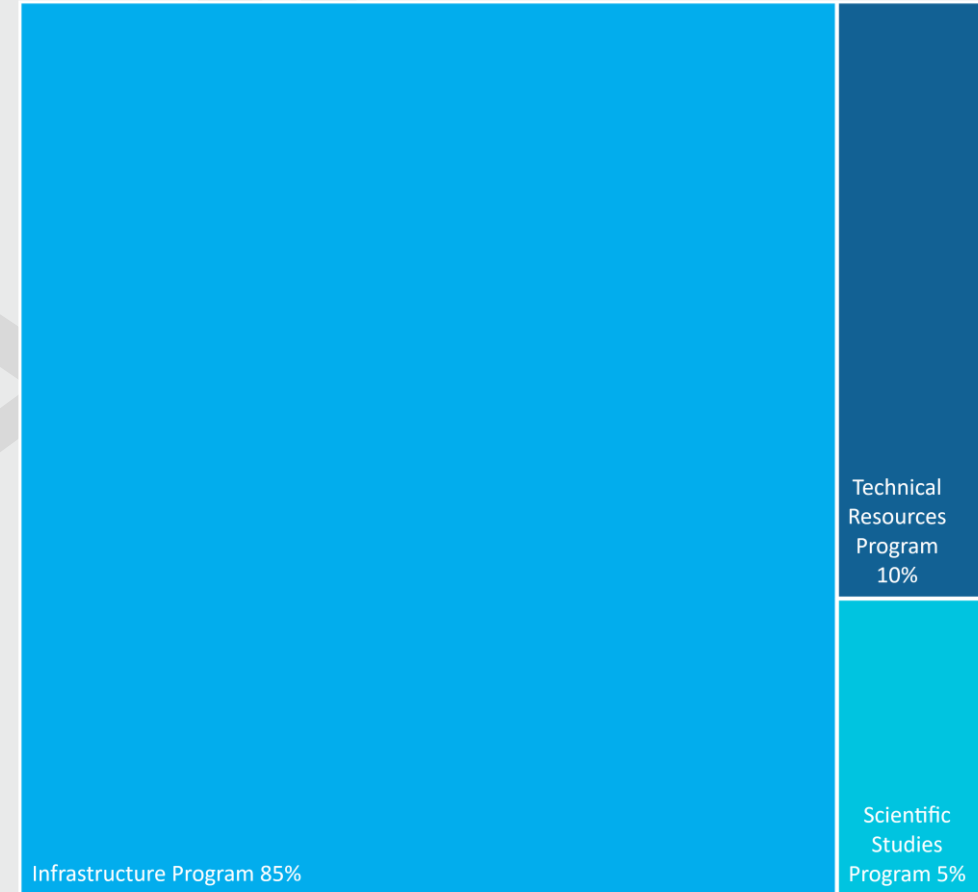 Technical
Resources
Program
10%
Scientific
Studies
Program 5%
Infrastructure Program 85%